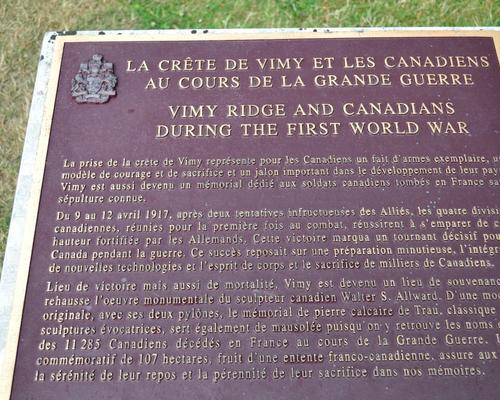 LA CRÊTE DE VIMY ET LES CANADIENS
AU COURS DE LA GRANDE GUERRE
VIMY RIDGE AND CANADIANS
DURING THE FIRST WORLD WAR
La prise de la crête de Vimy représente pour les Canadiens un fait d'armes exemplaire, u
modèle de courage et de sacrifice et un jalon important dans le développement de leur pay
Vimy est aussi devenu un mémorial dédié aux soldats canadiens tombés en France sa
sépulture connue.
Du 9 au 12 avril 1917, après deux tentatives infructueuses des Alliés, les quatre divisi
canadiennes, réunies pour la première fois au combat, réussirent à s'emparer de c
hauteur fortifiée par les Allemands. Cette victoire marqua un tournant décisif pou
Canada pendant la guerre. Ce succès reposait sur une préparation minutieuse, l'intégr
de nouvelles technologies et l'esprit de corps et le sacrifice de milliers de Canadiens.
Lieu de victoire mais aussi de mortalité, Vimy est devenu un lieu de souvenanc
rehausse l'oeuvre monumentale du sculpteur canadien Walter S. Allward. D'une mo
originale, avec ses deux pylônes, le mémorial de pierre calcaire de Traú, classique
sculptures évocatrices, sert également de mausolée puisqu'on y retrouve les noms
des 11 285 Canadiens décédés en France au cours de la Grande Guerre.
commémoratif de 107 hectares, fruit d'une entente franco-canadienne, assure aux
la sérénité de leur repos et la pérennité de leur sacrifice dans nos mémoires.